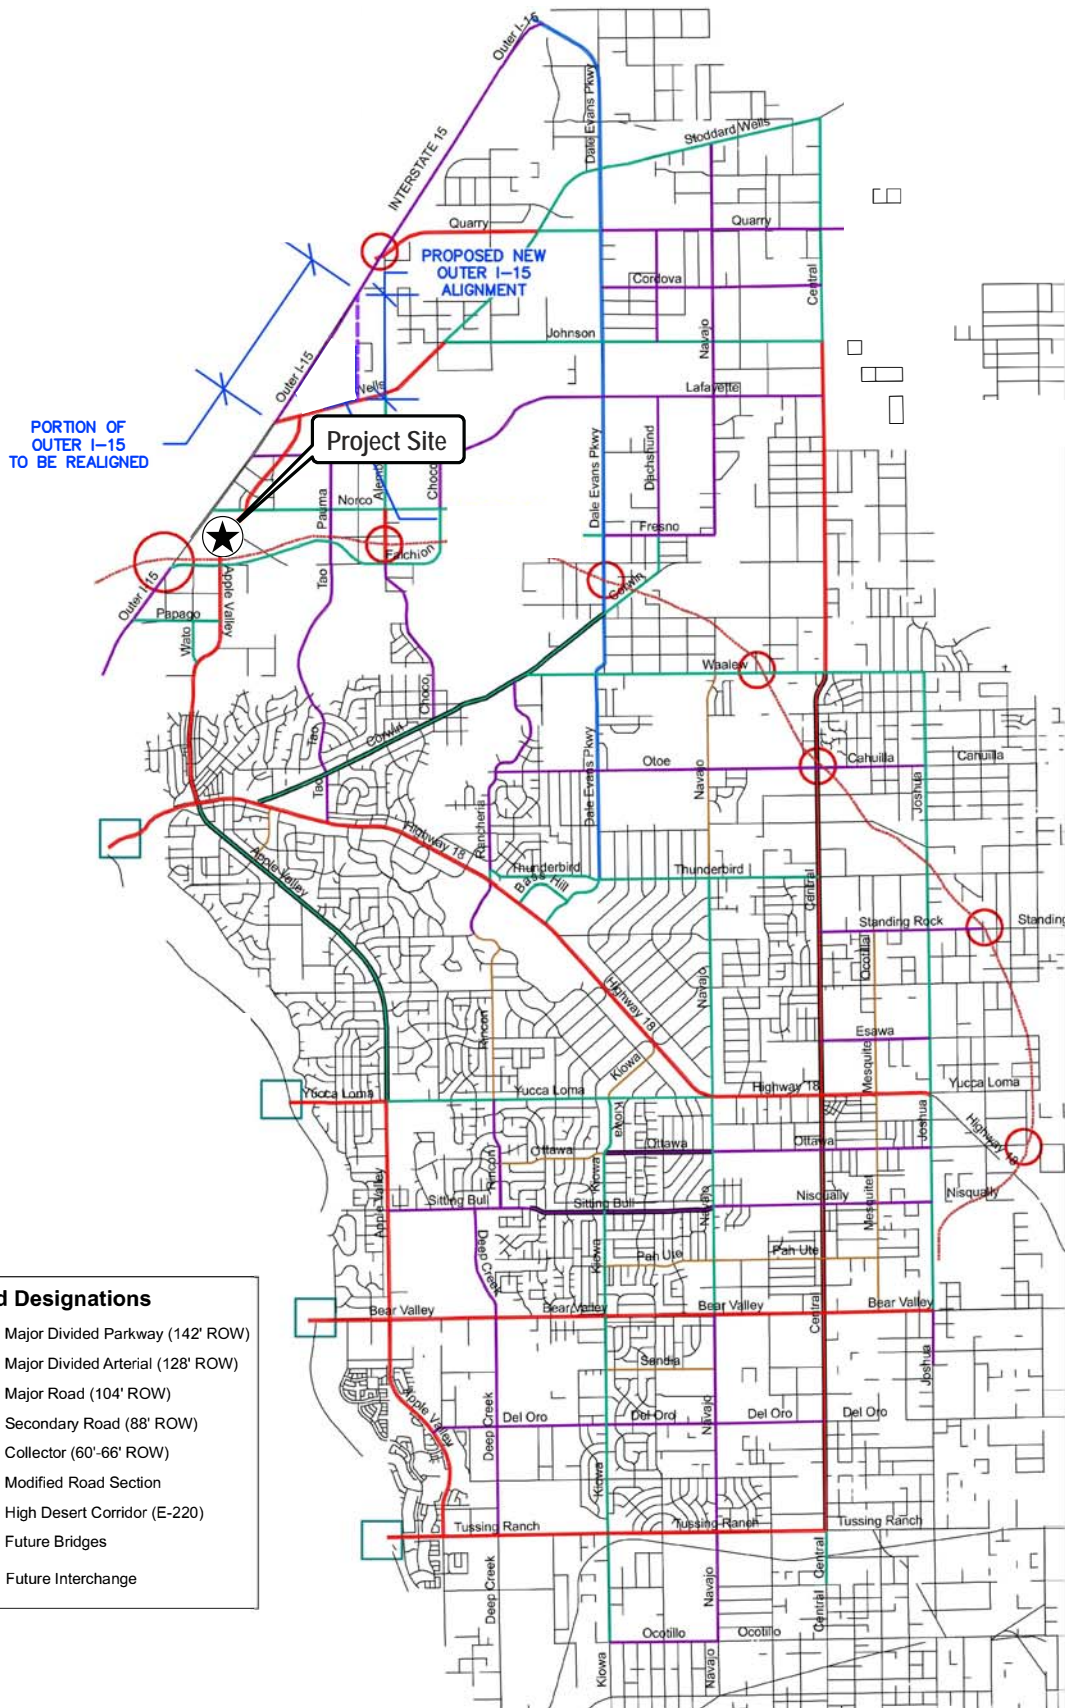 Outer I-15
Dale Evans Pkwy
INTERSTATE 15
Stoddard Wells
Quarry
Quarry
PROPOSED NEW
OUTER I-15
ALIGNMENT
Cordova
Central
Johnson
Navajo
Outer I-15
Wells
Lafayette
PORTION OF
OUTER I-15
TO BE REALIGNED
Project Site
Dale Evans Pkwy
Dachshund
Choco
Pauma
Norco
Fresno
Falchion
Tao
Corwin
Outer I-15
Apple Valley
Papago
Wato
Waalew
Choco
Tao
Corwin
Otoe
Cahuilla
Cahuilla
Navajo
Joshua
Dale Evans Pkwy
Tao
Rancheria
Highway 18
Apple Valley
Thunderbird
Bass Hill
Thunderbird
Central
Standing Rock
Standing
Ocotilla
Navajo
Highway 18
Rincon
Esawa
Mesquite
Kiowa
Yucca Loma
Yucca Loma
Highway 18
Yucca Loma
Kiowa
Joshua
Highway 18
Ottawa
Ottawa
Ottawa
Rincon
Kiowa
Apple Valley
Sitting Bull
Sitting Bull
Navajo
Nisqually
Nisqually
Mesquite
Deep Creek
Kiowa
Pah Ute
Pah Ute
Bear Valley
Bear Valley
Bear Valley
Bear Valley
Central
Sandia
Joshua
Apple Valley
Deep Creek
Del Oro
Del Oro
Navajo
Del Oro
Del Oro
Kiowa
Tussing Ranch
Tussing Ranch
Tussing Ranch
Deep Creek
Navajo
Central
Central
Ocotillo
Ocotillo
Kiowa
Navajo
d Designations
Major Divided Parkway (142' ROW)
Major Divided Arterial (128' ROW)
Major Road (104' ROW)
Secondary Road (88' ROW)
Collector (60'-66' ROW)
Modified Road Section
High Desert Corridor (E-220)
Future Bridges
Future Interchange